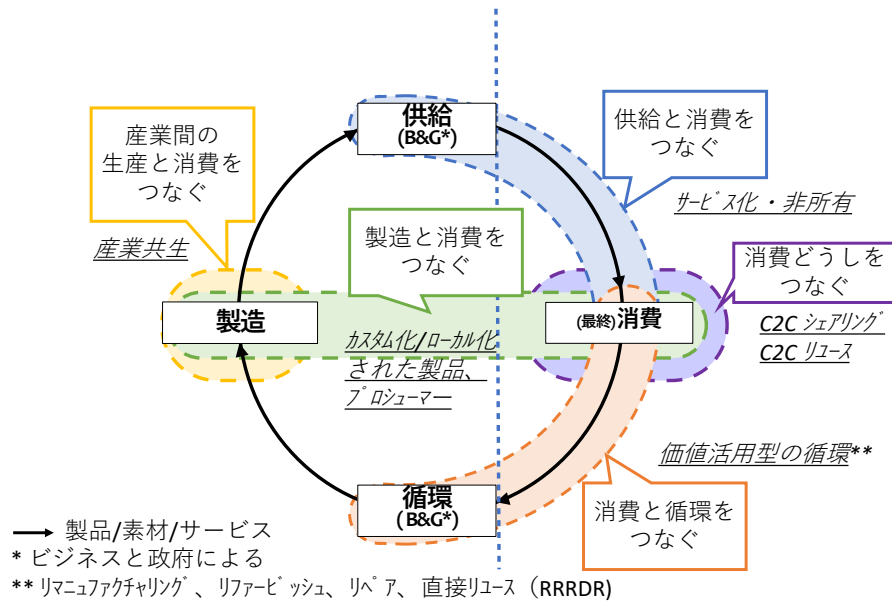 供給
(B&G*)
産業間の
生産と消費を
つなぐ
産業共生
供給と消費を
つなぐ
ｻｰﾋﾞｽ化・非所有
製造と消費を
つなぐ
消費どうしを
つなぐ
C2C ｼｪｱﾘﾝｸﾞ
C2C ﾘﾕｰｽ
製造
(最終)消費
ｶｽﾀﾑ化/ﾛｰｶﾙ化
された製品、
ﾌﾟﾛｼｭｰﾏｰ
価値活用型の循環**
循環
(B&G*)
消費と循環を
つなぐ
製品/素材/サービス
* ビジネスと政府による
** ﾘﾏﾆｭﾌｧｸﾁｬﾘﾝｸﾞ、ﾘﾌｧｰﾋﾞｯｼｭ、ﾘﾍﾟｱ、直接ﾘﾕｰｽ（RRRDR)